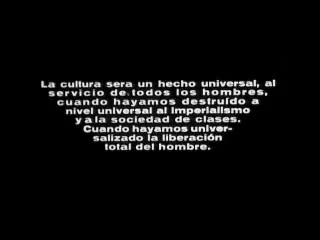 La cultura sera un hecho universal, al
servicio de todos los hombres,
cuando hayamos destruído a
nivel universal al imperialismo
y a la sociedad de clases.
Cuando hayamos univer-
salizado la liberación
total del hombre.